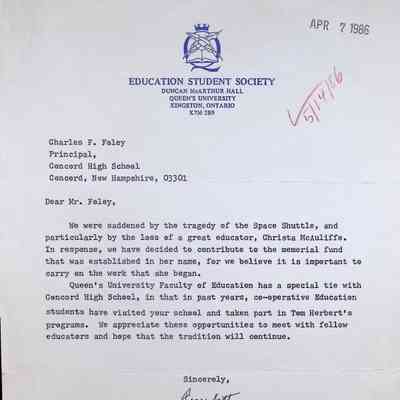 APR 7 1986
EDUCATION STUDENT SOCIETY
DUNCAN McARTHUR HALL
QUEEN'S UNIVERSITY
KINGSTON, ONTARIO
K7M 2B9
5/14/86
Charles F. Foley
Principal,
Concord High School
Concord, New Hampshire, 03301
Dear Mr. Foley,
We were saddened by the tragedy of the Space Shuttle, and
particularly by the loss of a great educator, Christa McAuliffe.
In response, we have decided to contribute to the memorial fund
that was established in her name, for we believe it is important to
carry on the work that she began.
Queen's University Faculty of Education has a special tie with
Concord High School, in that in past years, co-operative Education
students have visited your school and taken part in Tom Herbert's
programs. We appreciate these opportunities to meet with fellow
educators and hope that the tradition will continue.
Sincerely,